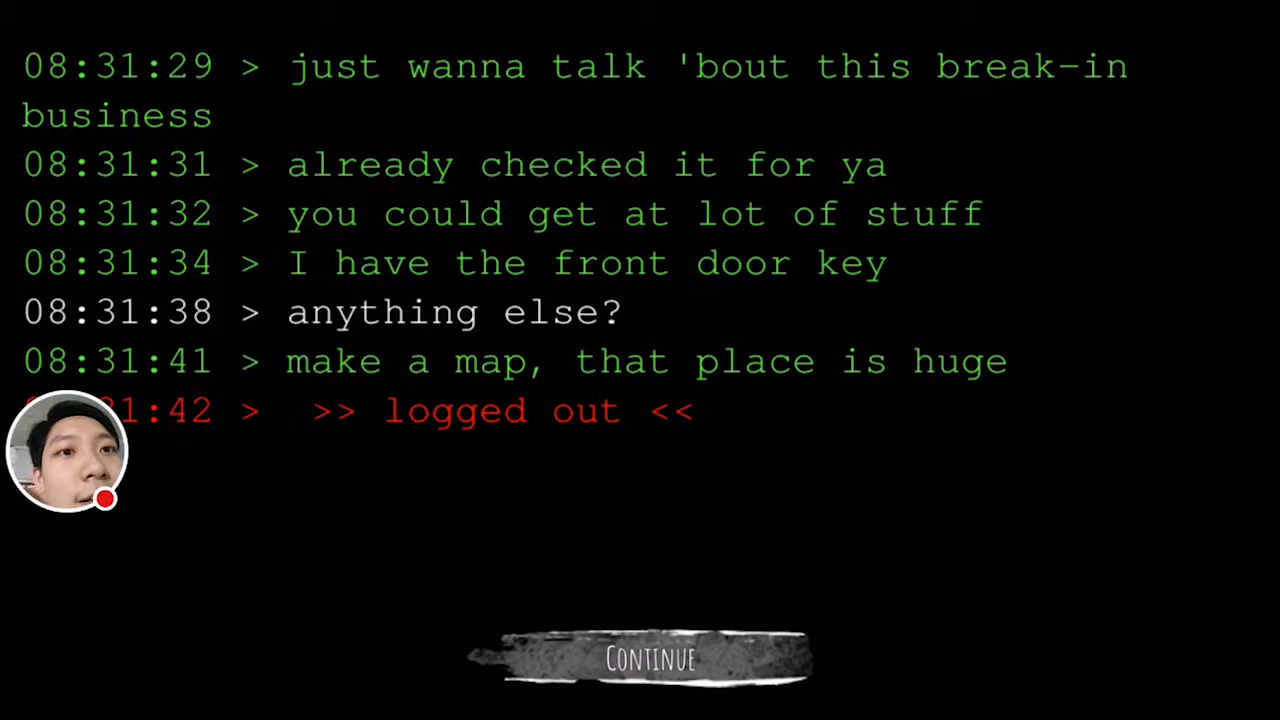 08:31:29 > just wanna talk 'bout this break-in
business
08:31:31 > already checked it for ya
08:31:32 > you could get at lot of stuff
08:31:34 > I have the front door key
08:31:38 > anything else?
08:31:41 > make a map, that place is huge
31:42 > >> logged out <<
Continue